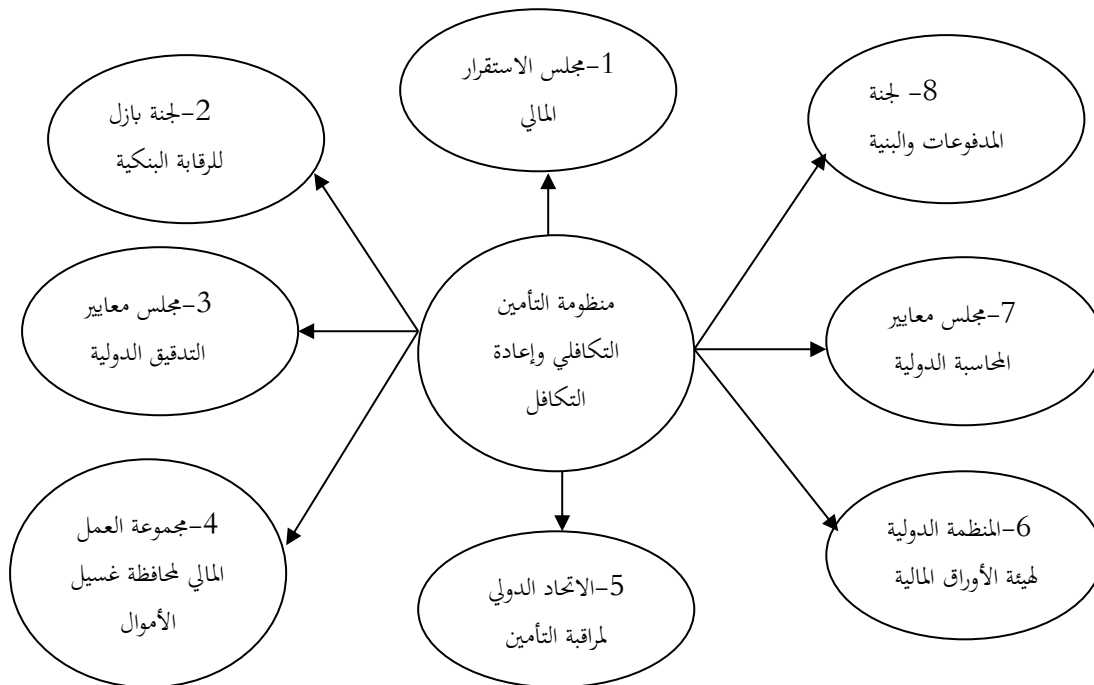 1-مجلس الاستقرار
المالي
2-لجنة بازل
للرقابة البنكية
3-مجلس معايير
التدقيق الدولية
4-مجموعة العمل
المالي لمحافظة غسيل
الأموال
5-الاتحاد الدولي
لمراقبة التأمين
6-المنظمة الدولية
لهيئة الأوراق المالية
7-مجلس معايير
المحاسبة الدولية
8- لجنة
المدفوعات والبنية
منظومة التأمين
التكافلي وإعادة
التكافل